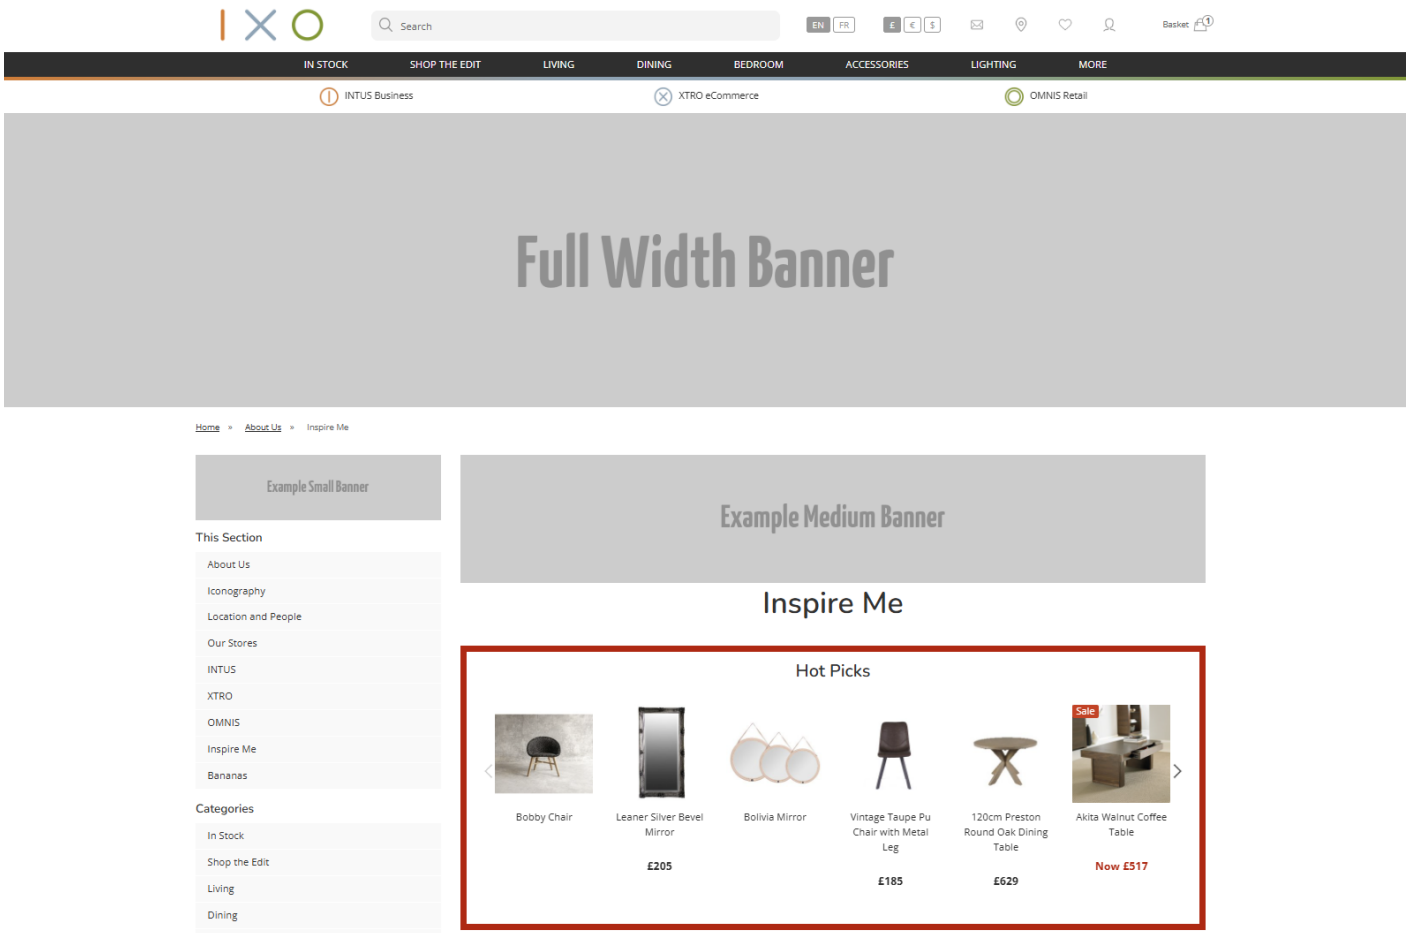 IXO
Search
EN FR £ € $ Basket 1
IN STOCK SHOP THE EDIT LIVING DINING BEDROOM ACCESSORIES LIGHTING MORE
INTUS Business XTRO eCommerce OMNIS Retail
Full Width Banner
Home » About Us » Inspire Me
Example Small Banner
This Section
About Us
Iconography
Location and People
Our Stores
INTUS
XTRO
OMNIS
Inspire Me
Bananas
Categories
In Stock
Shop the Edit
Living
Dining
Example Medium Banner
Inspire Me
Hot Picks
Sale
Bobby Chair
Leaner Silver Bevel
Mirror
£205
Bolivia Mirror
Vintage Taupe Pu
Chair with Metal
Leg
£185
120cm Preston
Round Oak Dining
Table
£629
Akita Walnut Coffee
Table
Now £517